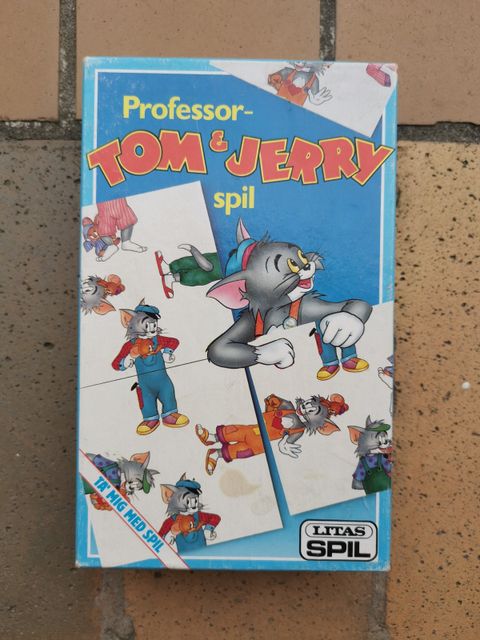 Professor-
TOM & JERRY
spil
TA' MIG MED SPIL
LITAS
SPIL